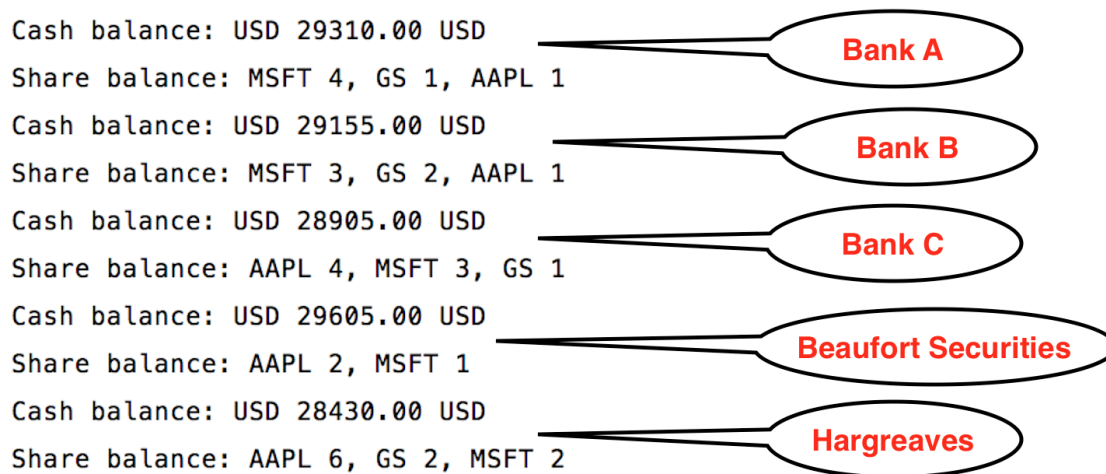 Cash balance: USD 29310.00 USD
Bank A
Share balance: MSFT 4, GS 1, AAPL 1
Cash balance: USD 29155.00 USD
Bank B
Share balance: MSFT 3, GS 2, AAPL 1
Cash balance: USD 28905.00 USD
Bank C
Share balance: AAPL 4, MSFT 3, GS 1
Cash balance: USD 29605.00 USD
Beaufort Securities
Share balance: AAPL 2, MSFT 1
Cash balance: USD 28430.00 USD
Hargreaves
Share balance: AAPL 6, GS 2, MSFT 2